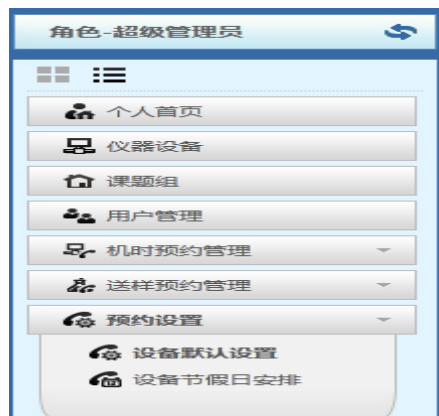 角色-超级管理员
个人首页
仪器设备
课题组
用户管理
机时预约管理
送样预约管理
预约设置
设备默认设置
设备节假日安排